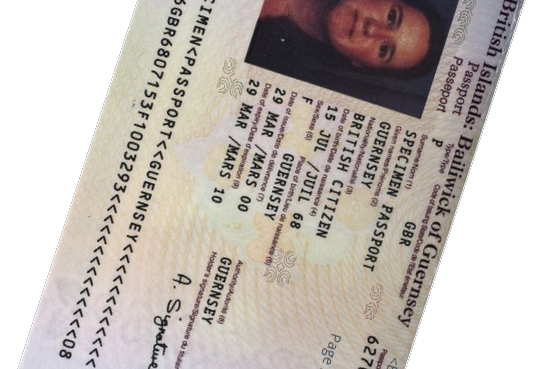 British Islands: Bailiwick of Guernsey
Passport
Passeport
Type/Type
P
Code of Issuing State/Code de l'Etat émetteur
GBR
Page
627
Surname/Nom (1)
SPECIMEN PASSPORT
Given names/Prénoms (2)
GUERNSEY
Nationality/Nationalité (3)
BRITISH CITIZEN
Date of birth/Date de naissance (4)
15 JUL /JUIL 68
Sex/Sexe (5)
F
Place of birth/Lieu de naissance (6)
GUERNSEY
Date of issue/Date de délivrance (7)
29 MAR /MARS 00
Authority/Autorité (8)
GUERNSEY
Date of expiry/Date d'expiration (9)
29 MAR /MARS 10
Holder's signature/Signature du titulaire
A. Signature
CIMEN<PASSPORT<<GUERNSEY<<<<<<<<<<<
6GBR6807153F1003293<<<<<<<<<<<<<<08